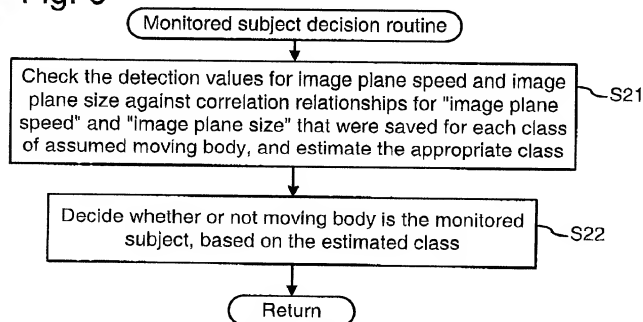 Monitored subject decision routine
Check the detection values for image plane speed and image
plane size against correlation relationships for "image plane
speed" and "image plane size" that were saved for each class
of assumed moving body, and estimate the appropriate class
S21
Decide whether or not moving body is the monitored
subject, based on the estimated class
S22
Return